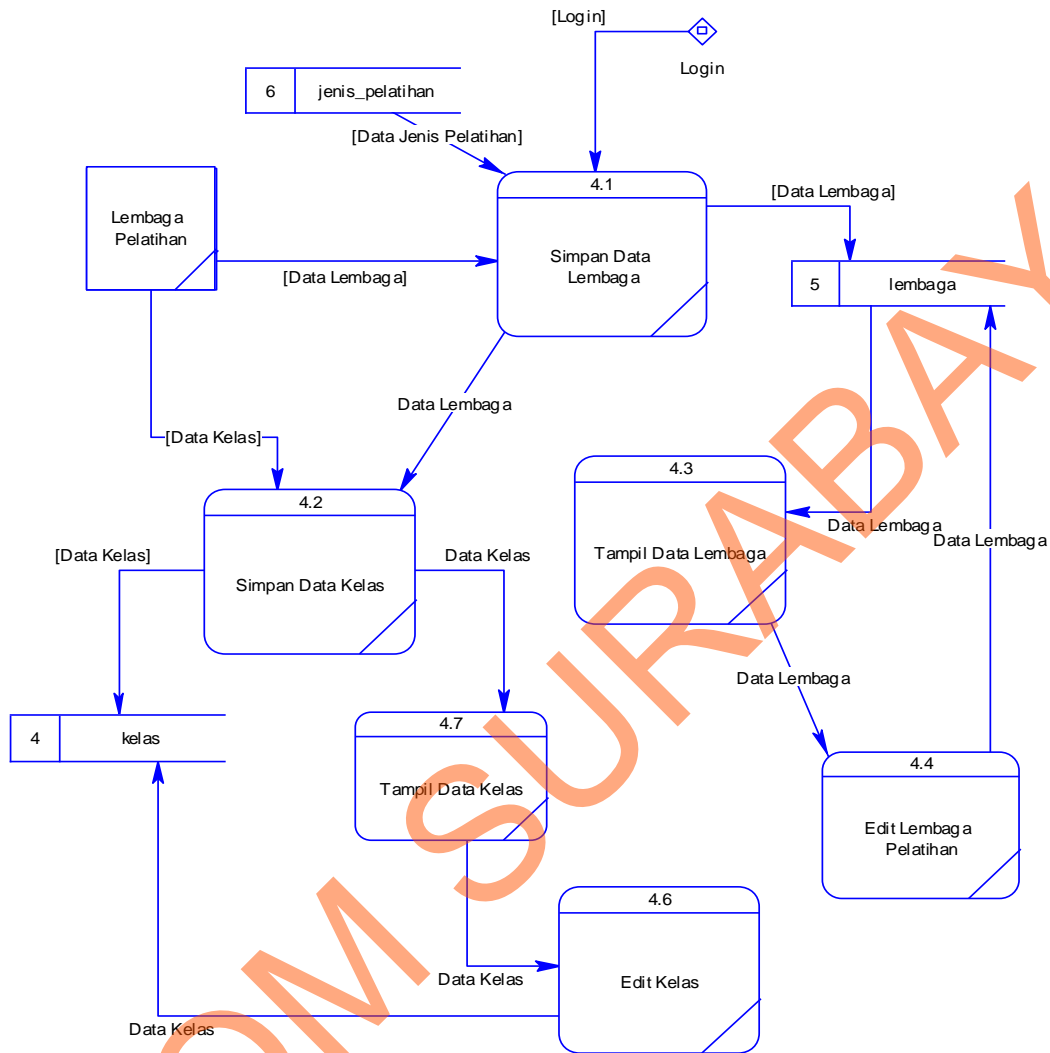 [Login]
Login
6
jenis_pelatihan
[Data Jenis Pelatihan]
4.1
Simpan Data
Lembaga
[Data Lembaga]
Lembaga
Pelatihan
[Data Lembaga]
5
lembaga
Data Lembaga
[Data Kelas]
4.2
Simpan Data Kelas
[Data Kelas]
Data Kelas
4.3
Tampil Data Lembaga
Data Lembaga
Data Lembaga
Data Lembaga
4
kelas
4.7
Tampil Data Kelas
4.4
Edit Lembaga
Pelatihan
4.6
Edit Kelas
Data Kelas
Data Kelas
OM SURABAY